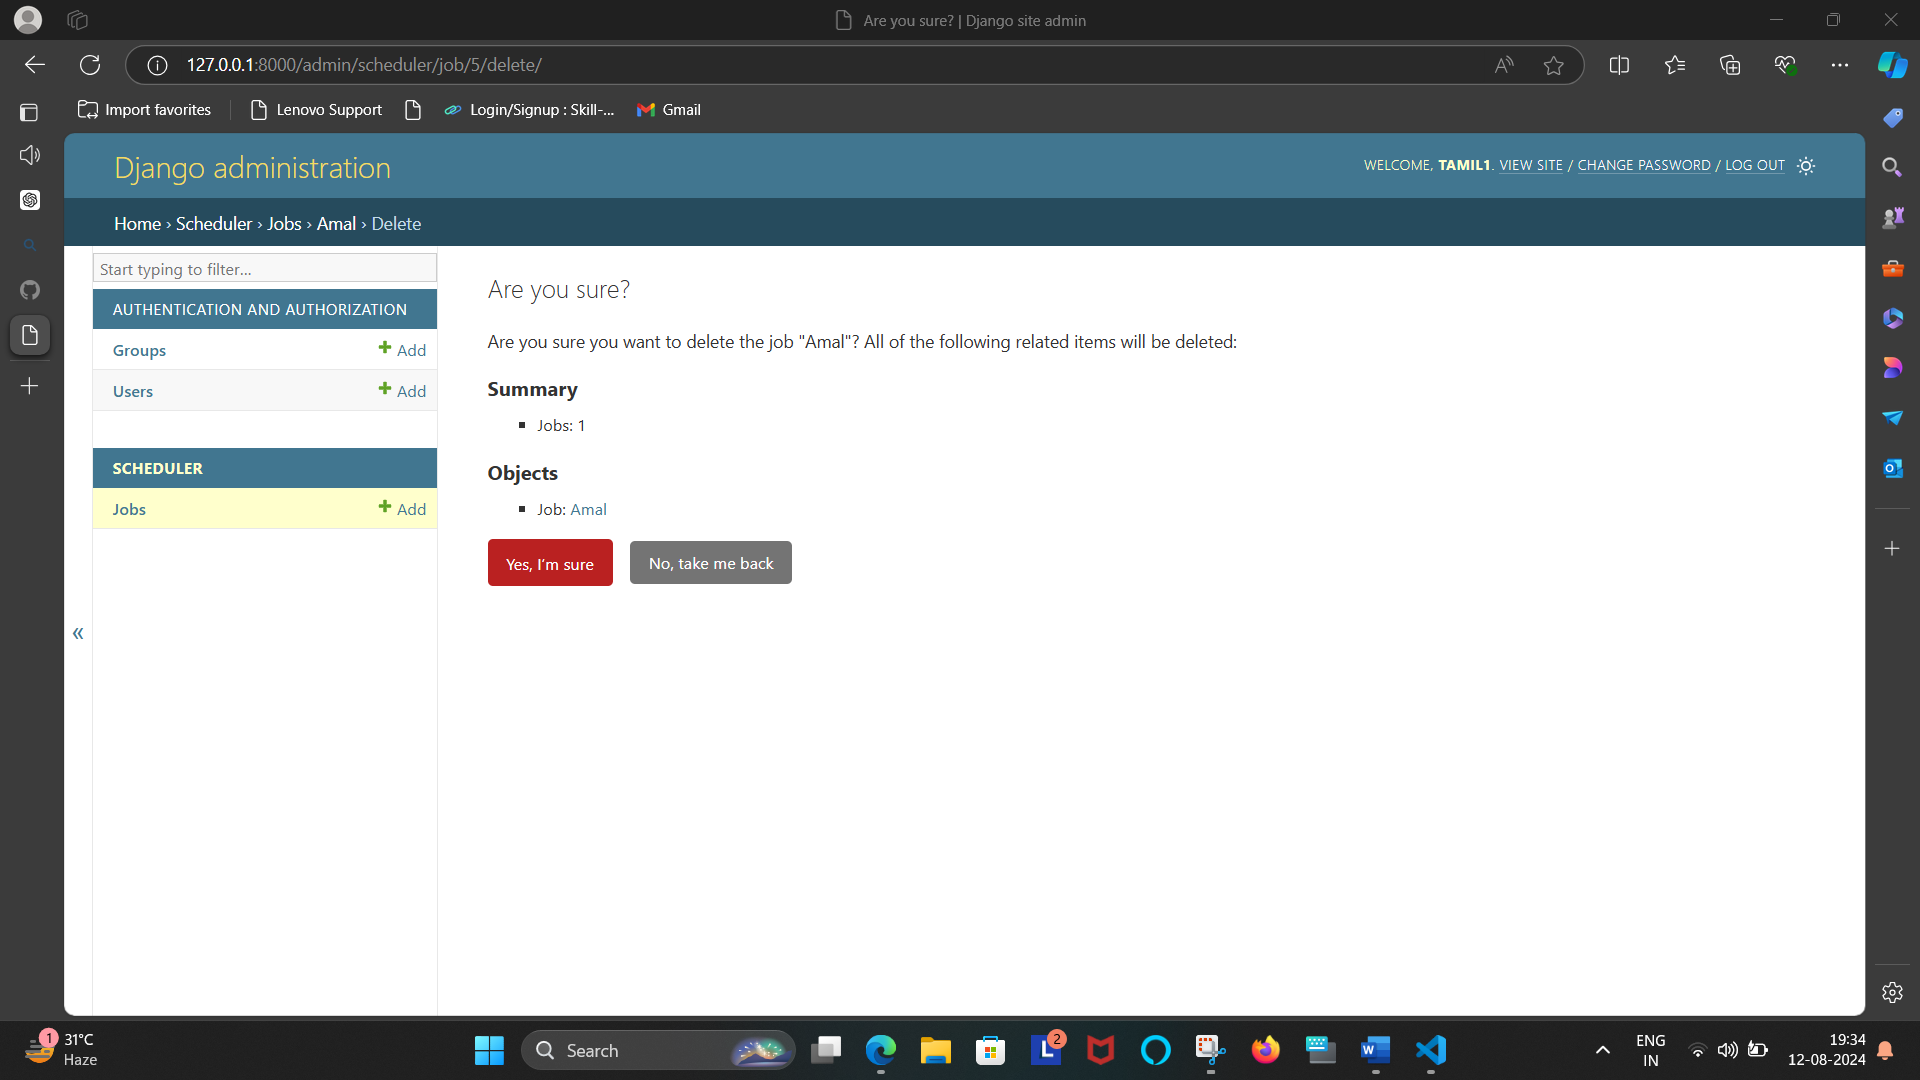 Are you sure? | Django site admin
127.0.0.1:8000/admin/scheduler/job/5/delete/
Import favorites
Lenovo Support
Login/Signup : Skill-...
Gmail
Django administration
WELCOME, TAMIL1. VIEW SITE / CHANGE PASSWORD / LOG OUT
Home › Scheduler › Jobs › Amal › Delete
Start typing to filter...
AUTHENTICATION AND AUTHORIZATION
Groups + Add
Users + Add
SCHEDULER
Jobs + Add
«
Are you sure?
Are you sure you want to delete the job "Amal"? All of the following related items will be deleted:
Summary
Jobs: 1
Objects
Job: Amal
Yes, I'm sure
No, take me back
1
31°C
Haze
Search
L
2
W
ENG
IN
19:34
12-08-2024